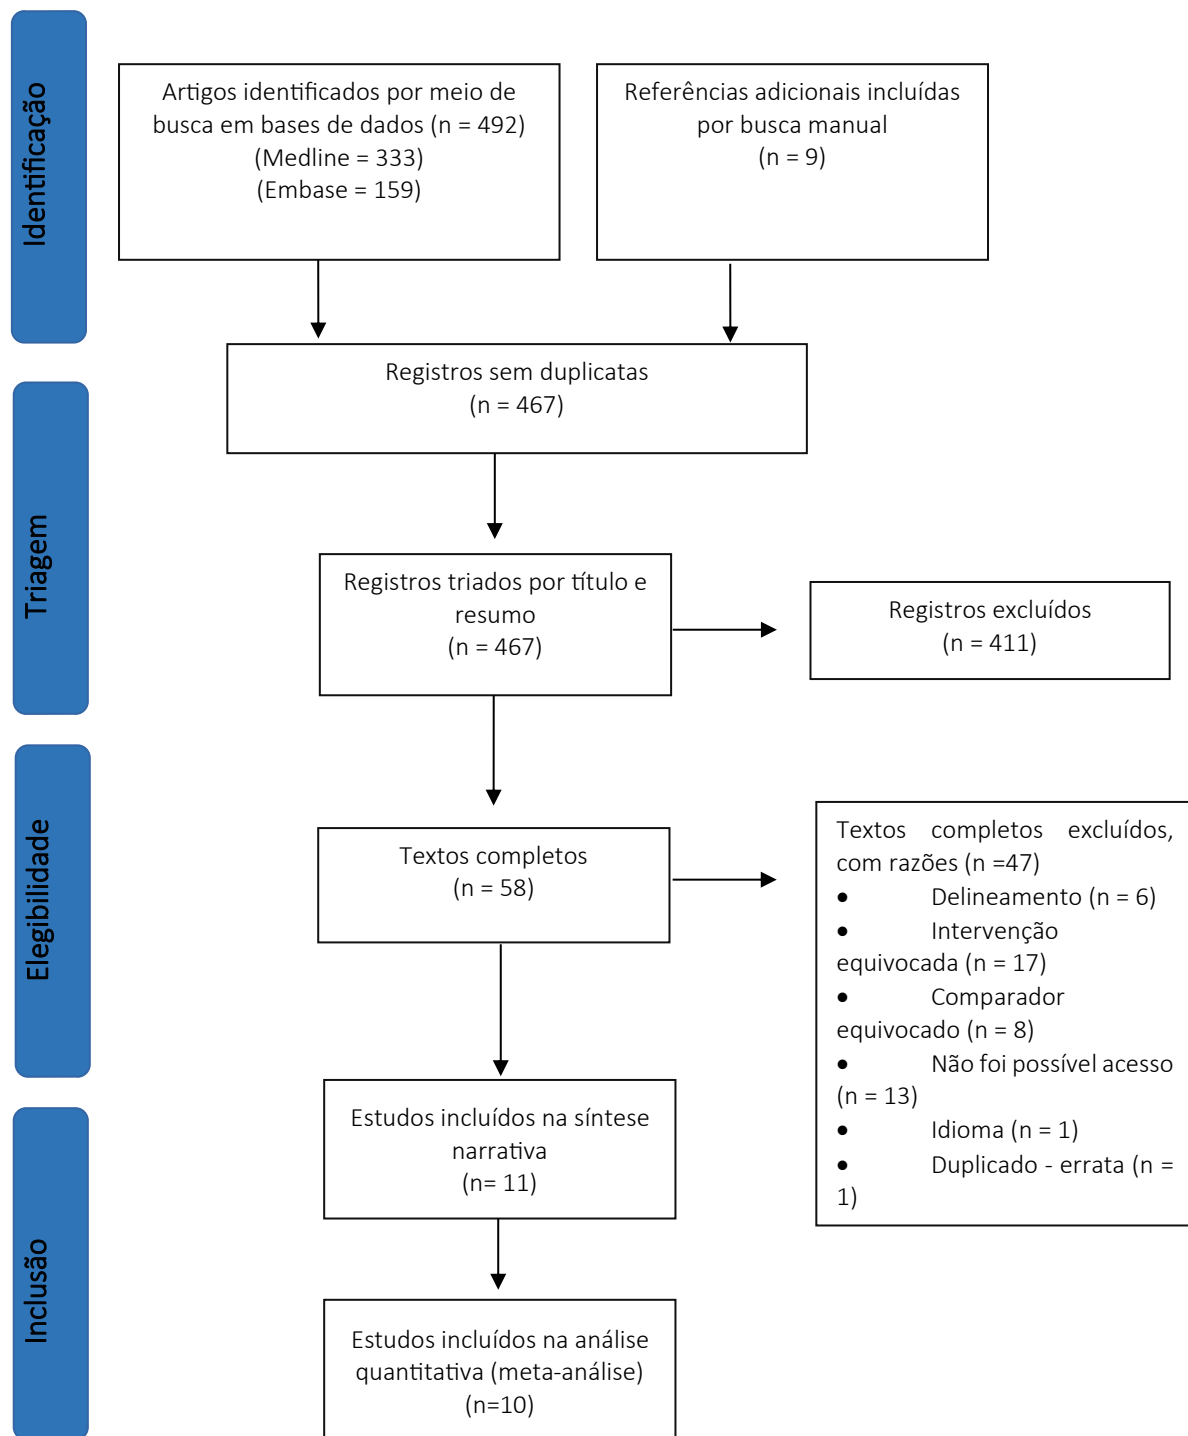 Identificação
Artigos identificados por meio de
busca em bases de dados (n = 492)
(Medline = 333)
(Embase = 159)
Referências adicionais incluídas
por busca manual
(n = 9)
Registros sem duplicatas
(n = 467)
Triagem
Registros triados por título e
resumo
(n = 467)
Registros excluídos
(n = 411)
Elegibilidade
Textos completos
(n = 58)
Textos completos excluídos,
com razões (n =47)
• Delineamento (n = 6)
• Intervenção
equivocada (n = 17)
• Comparador
equivocado (n = 8)
• Não foi possível acesso
(n = 13)
• Idioma (n = 1)
• Duplicado - errata (n =
1)
Inclusão
Estudos incluídos na síntese
narrativa
(n= 11)
Estudos incluídos na análise
quantitativa (meta-análise)
(n=10)